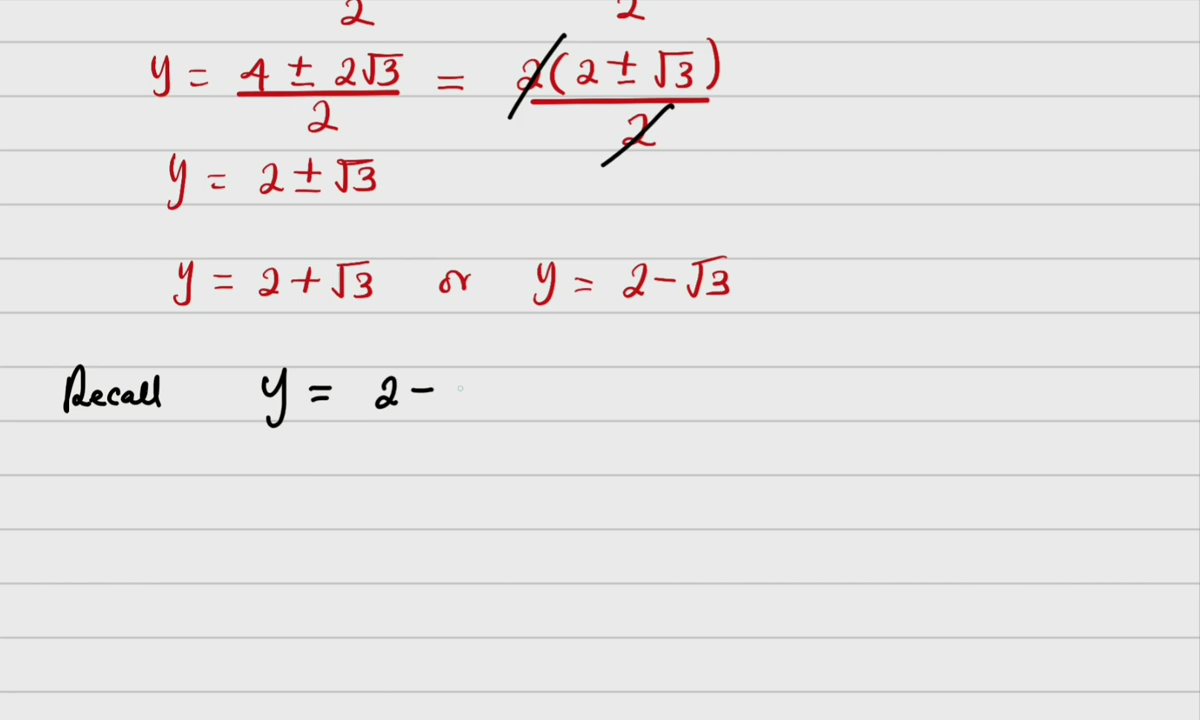 2 2
y = 4 ± 2√3 / 2 = 2(2 ± √3) / 2
y = 2 ± √3
y = 2 + √3 or y = 2 - √3
Recall y = 2 -